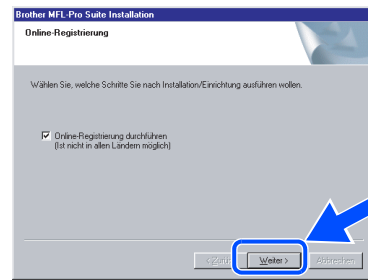 Brother MFL-Pro Suite Installation
Online-Registrierung
Wählen Sie, welche Schritte Sie nach Installation/Einrichtung ausführen wollen.
Online-Registrierung durchführen
(Ist nicht in allen Ländern möglich)
Weiter > Abbrechen